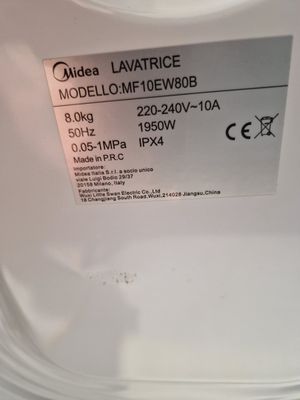 Midea LAVATRICE
MODELLO:MF10EW80B
8.0kg 220-240V~10A
50Hz 1950W
0.05-1MPa IPX4
Made in P.R.C
Importatore:
Midea Italia S.r.l. a socio unico
viale Luigi Bodio 29/37
20158 Milano, Italy
Fabbricante:
Wuxi Little Swan Electric Co.,Ltd
18 Changjiang South Road,Wuxi,214028 Jiangsu,China
CE